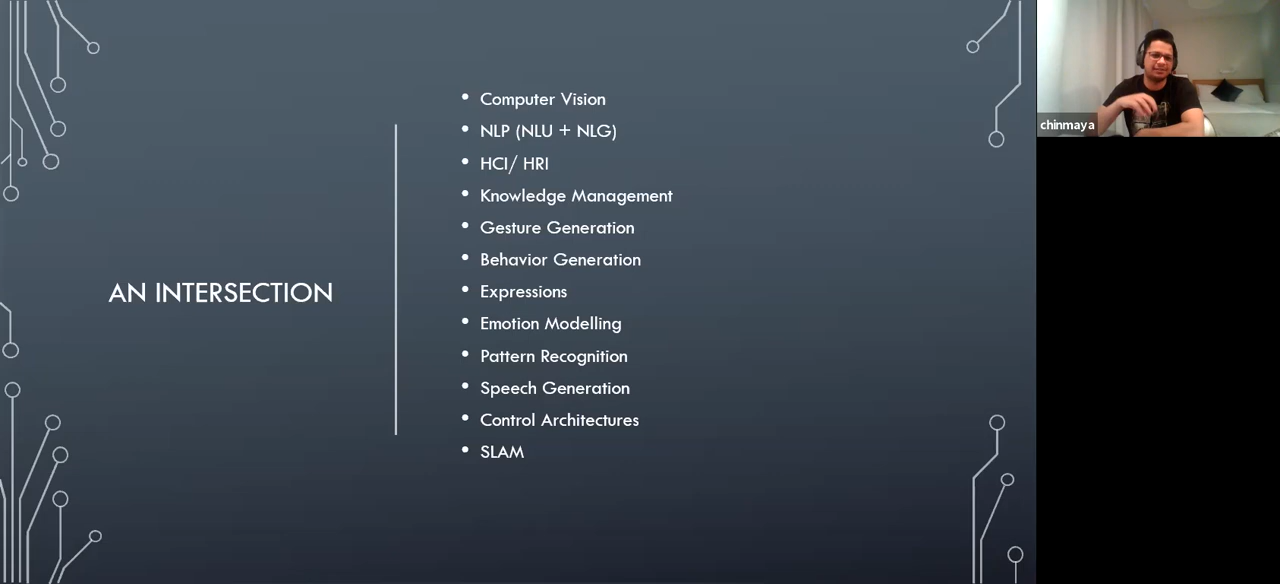 AN INTERSECTION
Computer Vision
NLP (NLU + NLG)
HCI/ HRI
Knowledge Management
Gesture Generation
Behavior Generation
Expressions
Emotion Modelling
Pattern Recognition
Speech Generation
Control Architectures
SLAM
chinmaya